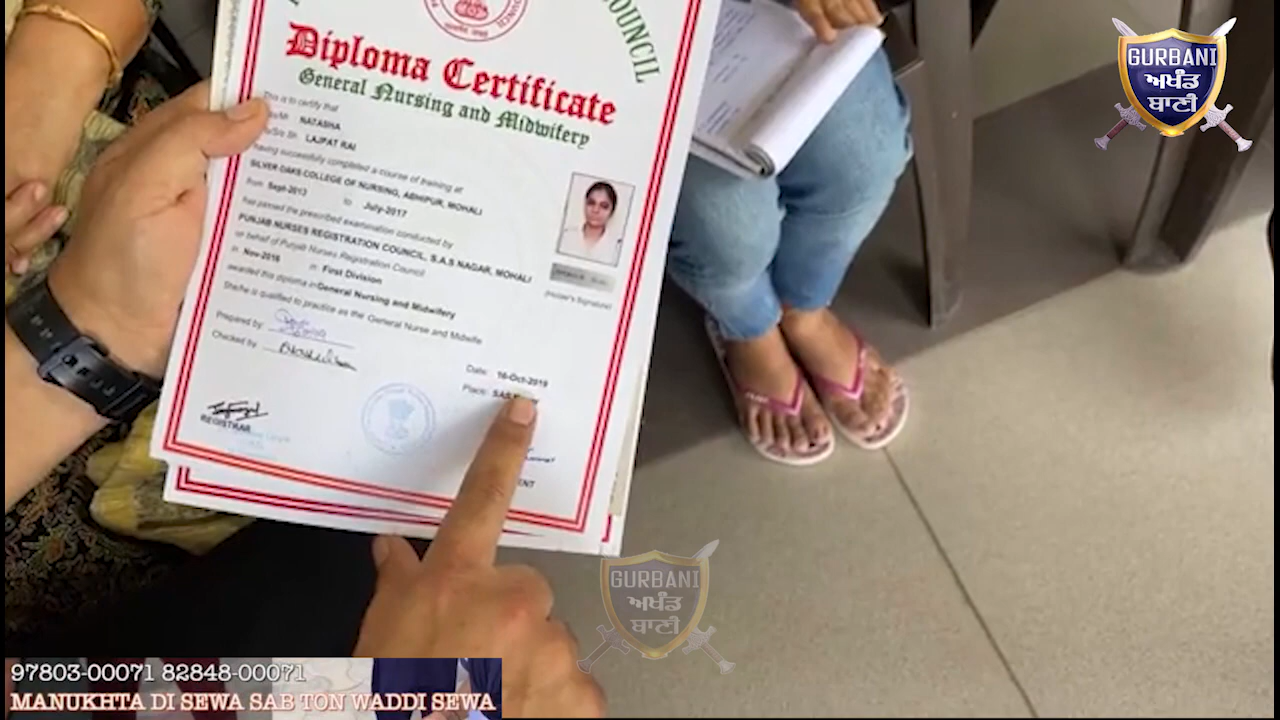 COUNCIL
Diploma Certificate
General Nursing and Midwifery
This is to certify that
NATASHA
LAJPAT RAI
having successfully completed a course of training at
SILVER OAKS COLLEGE OF NURSING, ABHIPUR, MOHALI
from Sept-2013 to July-2017
has passed the prescribed examination conducted by
PUNJAB NURSES REGISTRATION COUNCIL, S.A.S NAGAR, MOHALI
on behalf of Punjab Nurses Registration Council
in Nov-2016 in First Division
awarded this diploma in General Nursing and Midwifery
She/he is qualified to practice as the General Nurse and Midwife
(Holder's Signature)
Prepared by
Checked by
Date: 16-Oct-2019
Place: SAS
REGISTRAR
GURBANI
ਅਖੰਡ
ਬਾਣੀ
GURBANI
ਅਖੰਡ
ਬਾਣੀ
97803-00071 82848-00071
MANUKHTA DI SEWA SAB TON WADDI SEWA